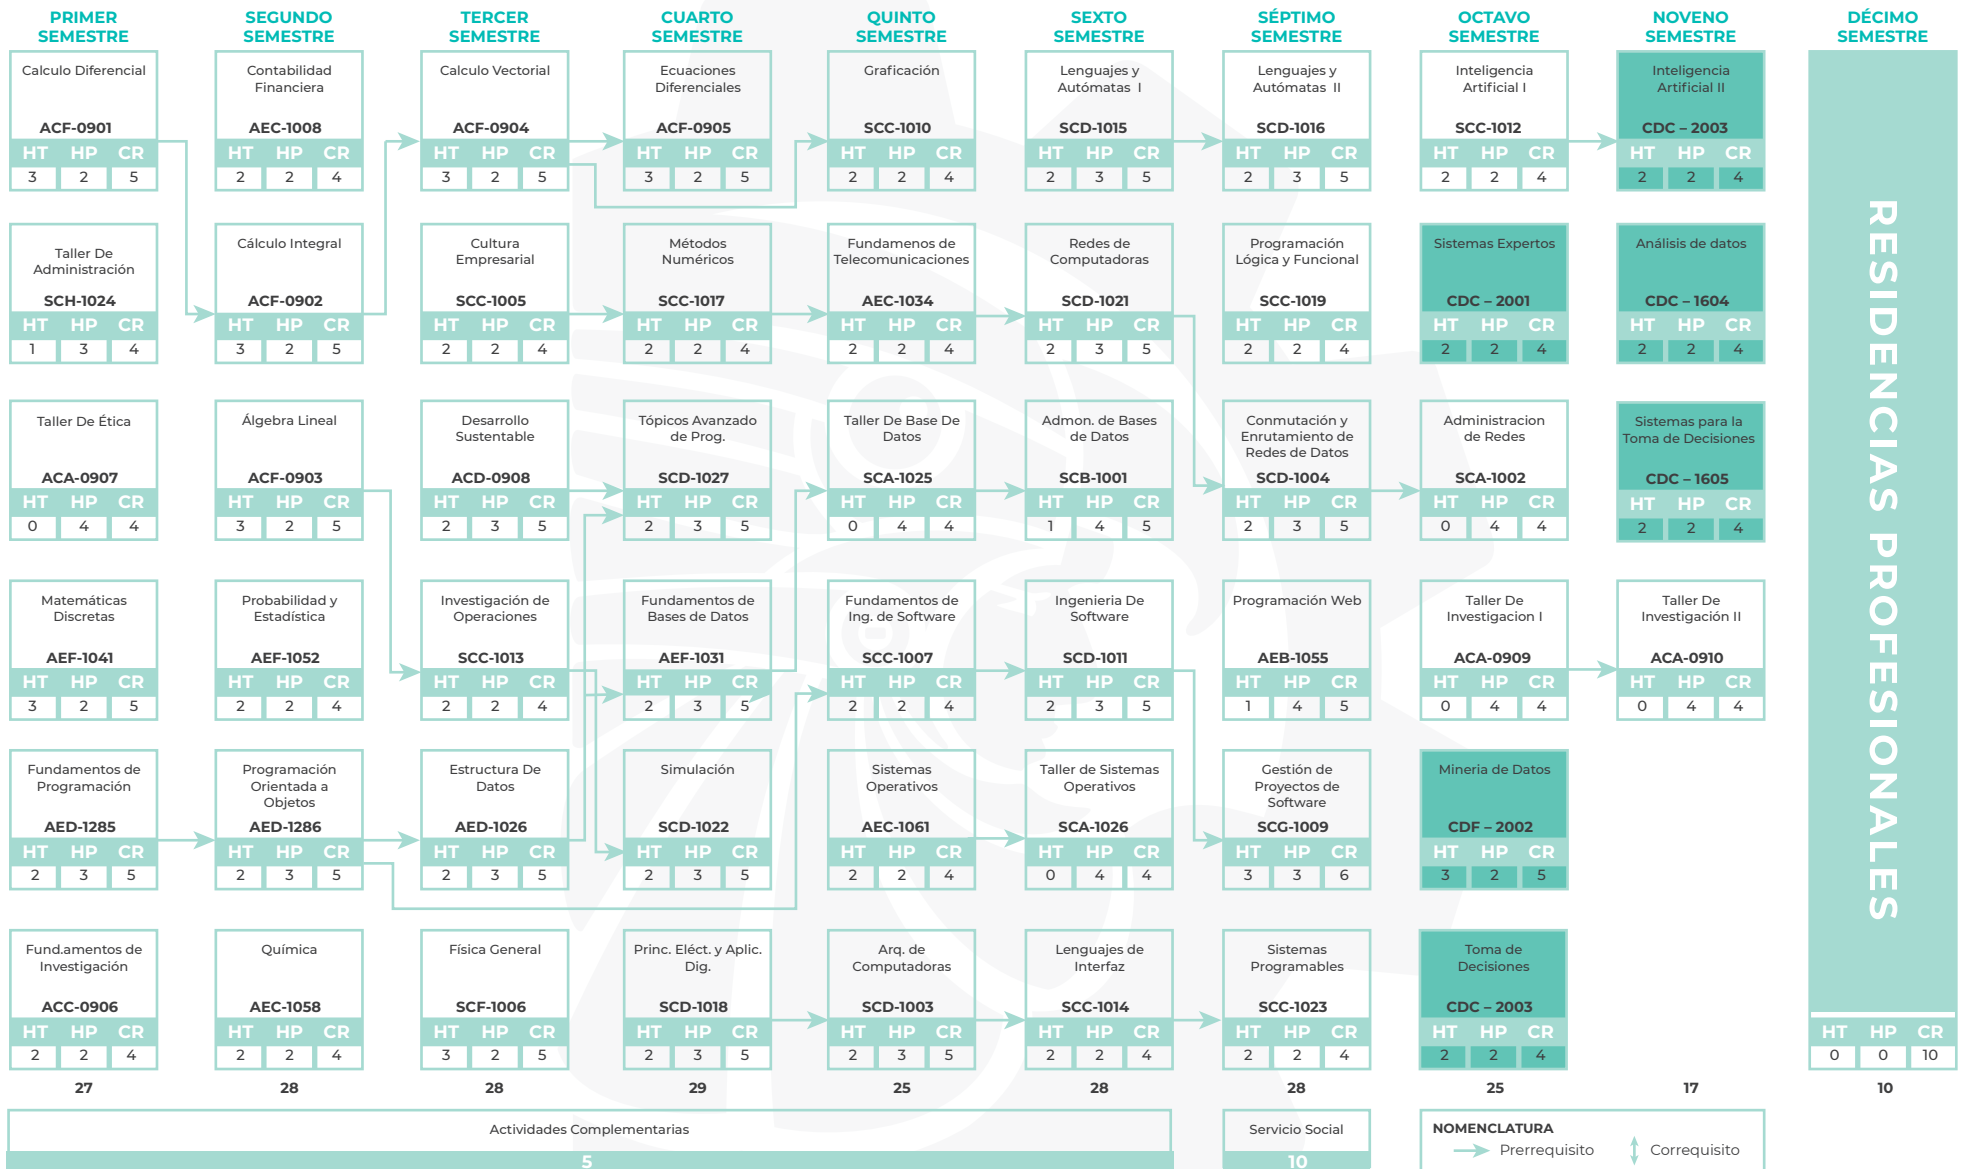 PRIMER SEMESTRE
SEGUNDO SEMESTRE
TERCER SEMESTRE
CUARTO SEMESTRE
QUINTO SEMESTRE
SEXTO SEMESTRE
SÉPTIMO SEMESTRE
OCTAVO SEMESTRE
NOVENO SEMESTRE
DÉCIMO SEMESTRE
Calculo Diferencial
ACF-0901
HT HP CR
3 2 5
Contabilidad
Financiera
AEC-1008
HT HP CR
2 2 4
Calculo Vectorial
ACF-0904
HT HP CR
3 2 5
Ecuaciones
Diferenciales
ACF-0905
HT HP CR
3 2 5
Graficación
SCC-1010
HT HP CR
2 2 4
Lenguajes y
Autómatas I
SCD-1015
HT HP CR
2 3 5
Lenguajes y
Autómatas II
SCD-1016
HT HP CR
2 3 5
Inteligencia
Artificial I
SCC-1012
HT HP CR
2 2 4
Inteligencia
Artificial II
CDC – 2003
HT HP CR
2 2 4
Taller De
Administración
SCH-1024
HT HP CR
1 3 4
Cálculo Integral
ACF-0902
HT HP CR
3 2 5
Cultura
Empresarial
SCC-1005
HT HP CR
2 2 4
Métodos
Numéricos
SCC-1017
HT HP CR
2 2 4
Fundamenos de
Telecomunicaciones
AEC-1034
HT HP CR
2 2 4
Redes de
Computadoras
SCD-1021
HT HP CR
2 3 5
Programación
Lógica y Funcional
SCC-1019
HT HP CR
2 2 4
Sistemas Expertos
CDC – 2001
HT HP CR
2 2 4
Análisis de datos
CDC – 1604
HT HP CR
2 2 4
Taller De Ética
ACA-0907
HT HP CR
0 4 4
Álgebra Lineal
ACF-0903
HT HP CR
3 2 5
Desarrollo
Sustentable
ACD-0908
HT HP CR
2 3 5
Tópicos Avanzado
de Prog.
SCD-1027
HT HP CR
2 3 5
Taller De Base De
Datos
SCA-1025
HT HP CR
0 4 4
Admon. de Bases
de Datos
SCB-1001
HT HP CR
1 4 5
Conmutación y
Enrutamiento de
Redes de Datos
SCD-1004
HT HP CR
2 3 5
Administracion
de Redes
SCA-1002
HT HP CR
0 4 4
Sistemas para la
Toma de Decisiones
CDC – 1605
HT HP CR
2 2 4
Matemáticas
Discretas
AEF-1041
HT HP CR
3 2 5
Probabilidad y
Estadística
AEF-1052
HT HP CR
2 2 4
Investigación de
Operaciones
SCC-1013
HT HP CR
2 2 4
Fundamentos de
Bases de Datos
AEF-1031
HT HP CR
2 3 5
Fundamentos de
Ing. de Software
SCC-1007
HT HP CR
2 2 4
Ingenieria De
Software
SCD-1011
HT HP CR
2 3 5
Programación Web
AEB-1055
HT HP CR
1 4 5
Taller De
Investigacion I
ACA-0909
HT HP CR
0 4 4
Taller De
Investigación II
ACA-0910
HT HP CR
0 4 4
Fundamentos de
Programación
AED-1285
HT HP CR
2 3 5
Programación
Orientada a
Objetos
AED-1286
HT HP CR
2 3 5
Estructura De
Datos
AED-1026
HT HP CR
2 3 5
Simulación
SCD-1022
HT HP CR
2 3 5
Sistemas
Operativos
AEC-1061
HT HP CR
2 2 4
Taller de Sistemas
Operativos
SCA-1026
HT HP CR
0 4 4
Gestión de
Proyectos de
Software
SCG-1009
HT HP CR
3 3 6
Mineria de Datos
CDF – 2002
HT HP CR
3 2 5
Fund.amentos de
Investigación
ACC-0906
HT HP CR
2 2 4
Química
AEC-1058
HT HP CR
2 2 4
Física General
SCF-1006
HT HP CR
3 2 5
Princ. Eléct. y Aplic.
Dig.
SCD-1018
HT HP CR
2 3 5
Arq. de
Computadoras
SCD-1003
HT HP CR
2 3 5
Lenguajes de
Interfaz
SCC-1014
HT HP CR
2 2 4
Sistemas
Programables
SCC-1023
HT HP CR
2 2 4
Toma de
Decisiones
CDC – 2003
HT HP CR
2 2 4
RESIDENCIAS PROFESIONALES
HT HP CR
0 0 10
27 28 28 29 25 28 28 25 17 10
Actividades Complementarias
5
Servicio Social
10
NOMENCLATURA
Prerrequisito Correquisito